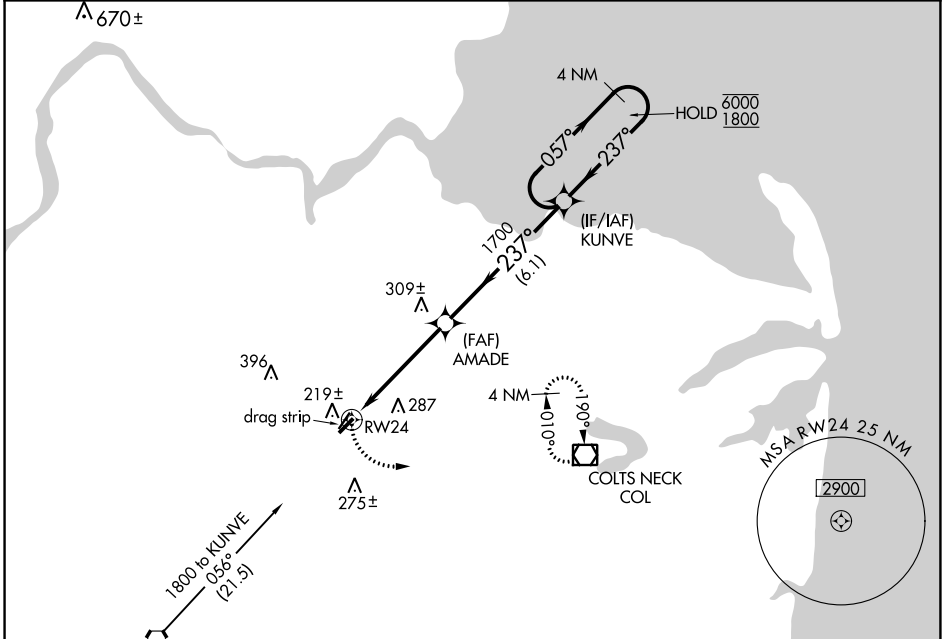 670±
4 NM
HOLD 6000
1800
057°
237°
(IF/IAF)
KUNVE
1700
237°
(6.1)
309±
(FAF)
AMADE
396
219±
287
drag strip
RW24
4 NM
010°
190°
COLTS NECK
COL
275±
MSA RW24 25 NM
2900
1800 to KUNVE
056°
(21.5)